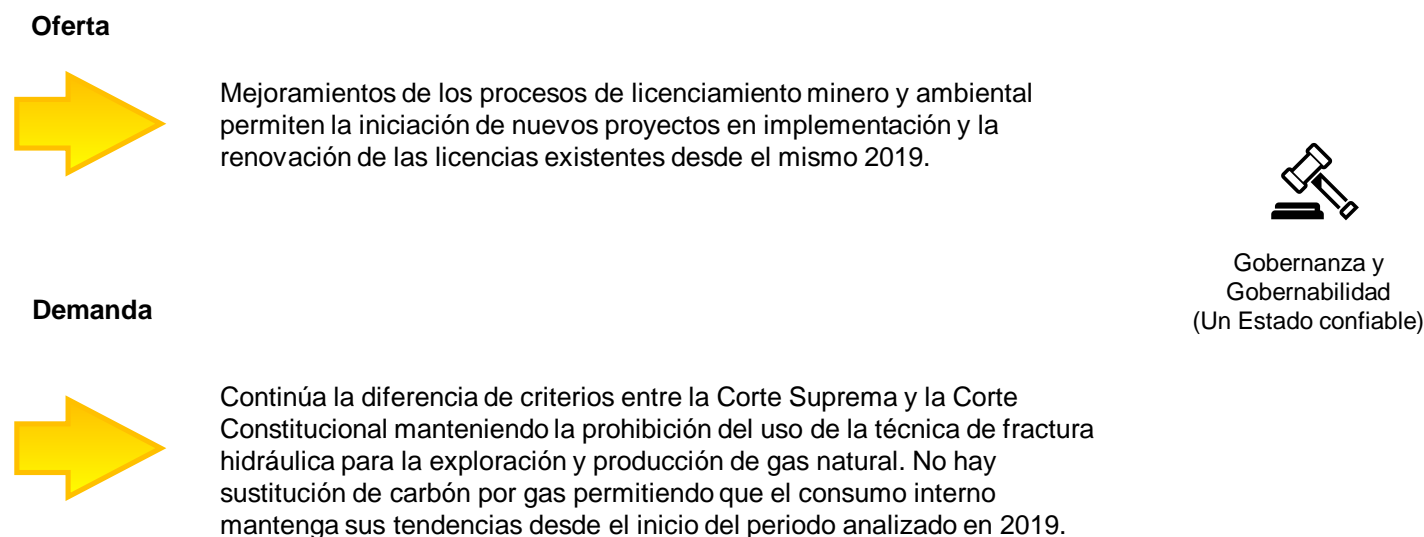 Oferta
Mejoramientos de los procesos de licenciamiento minero y ambiental
permiten la iniciación de nuevos proyectos en implementación y la
renovación de las licencias existentes desde el mismo 2019.
Gobernanza y
Gobernabilidad
(Un Estado confiable)
Demanda
Continúa la diferencia de criterios entre la Corte Suprema y la Corte
Constitucional manteniendo la prohibición del uso de la técnica de fractura
hidráulica para la exploración y producción de gas natural. No hay
sustitución de carbón por gas permitiendo que el consumo interno
mantenga sus tendencias desde el inicio del periodo analizado en 2019.